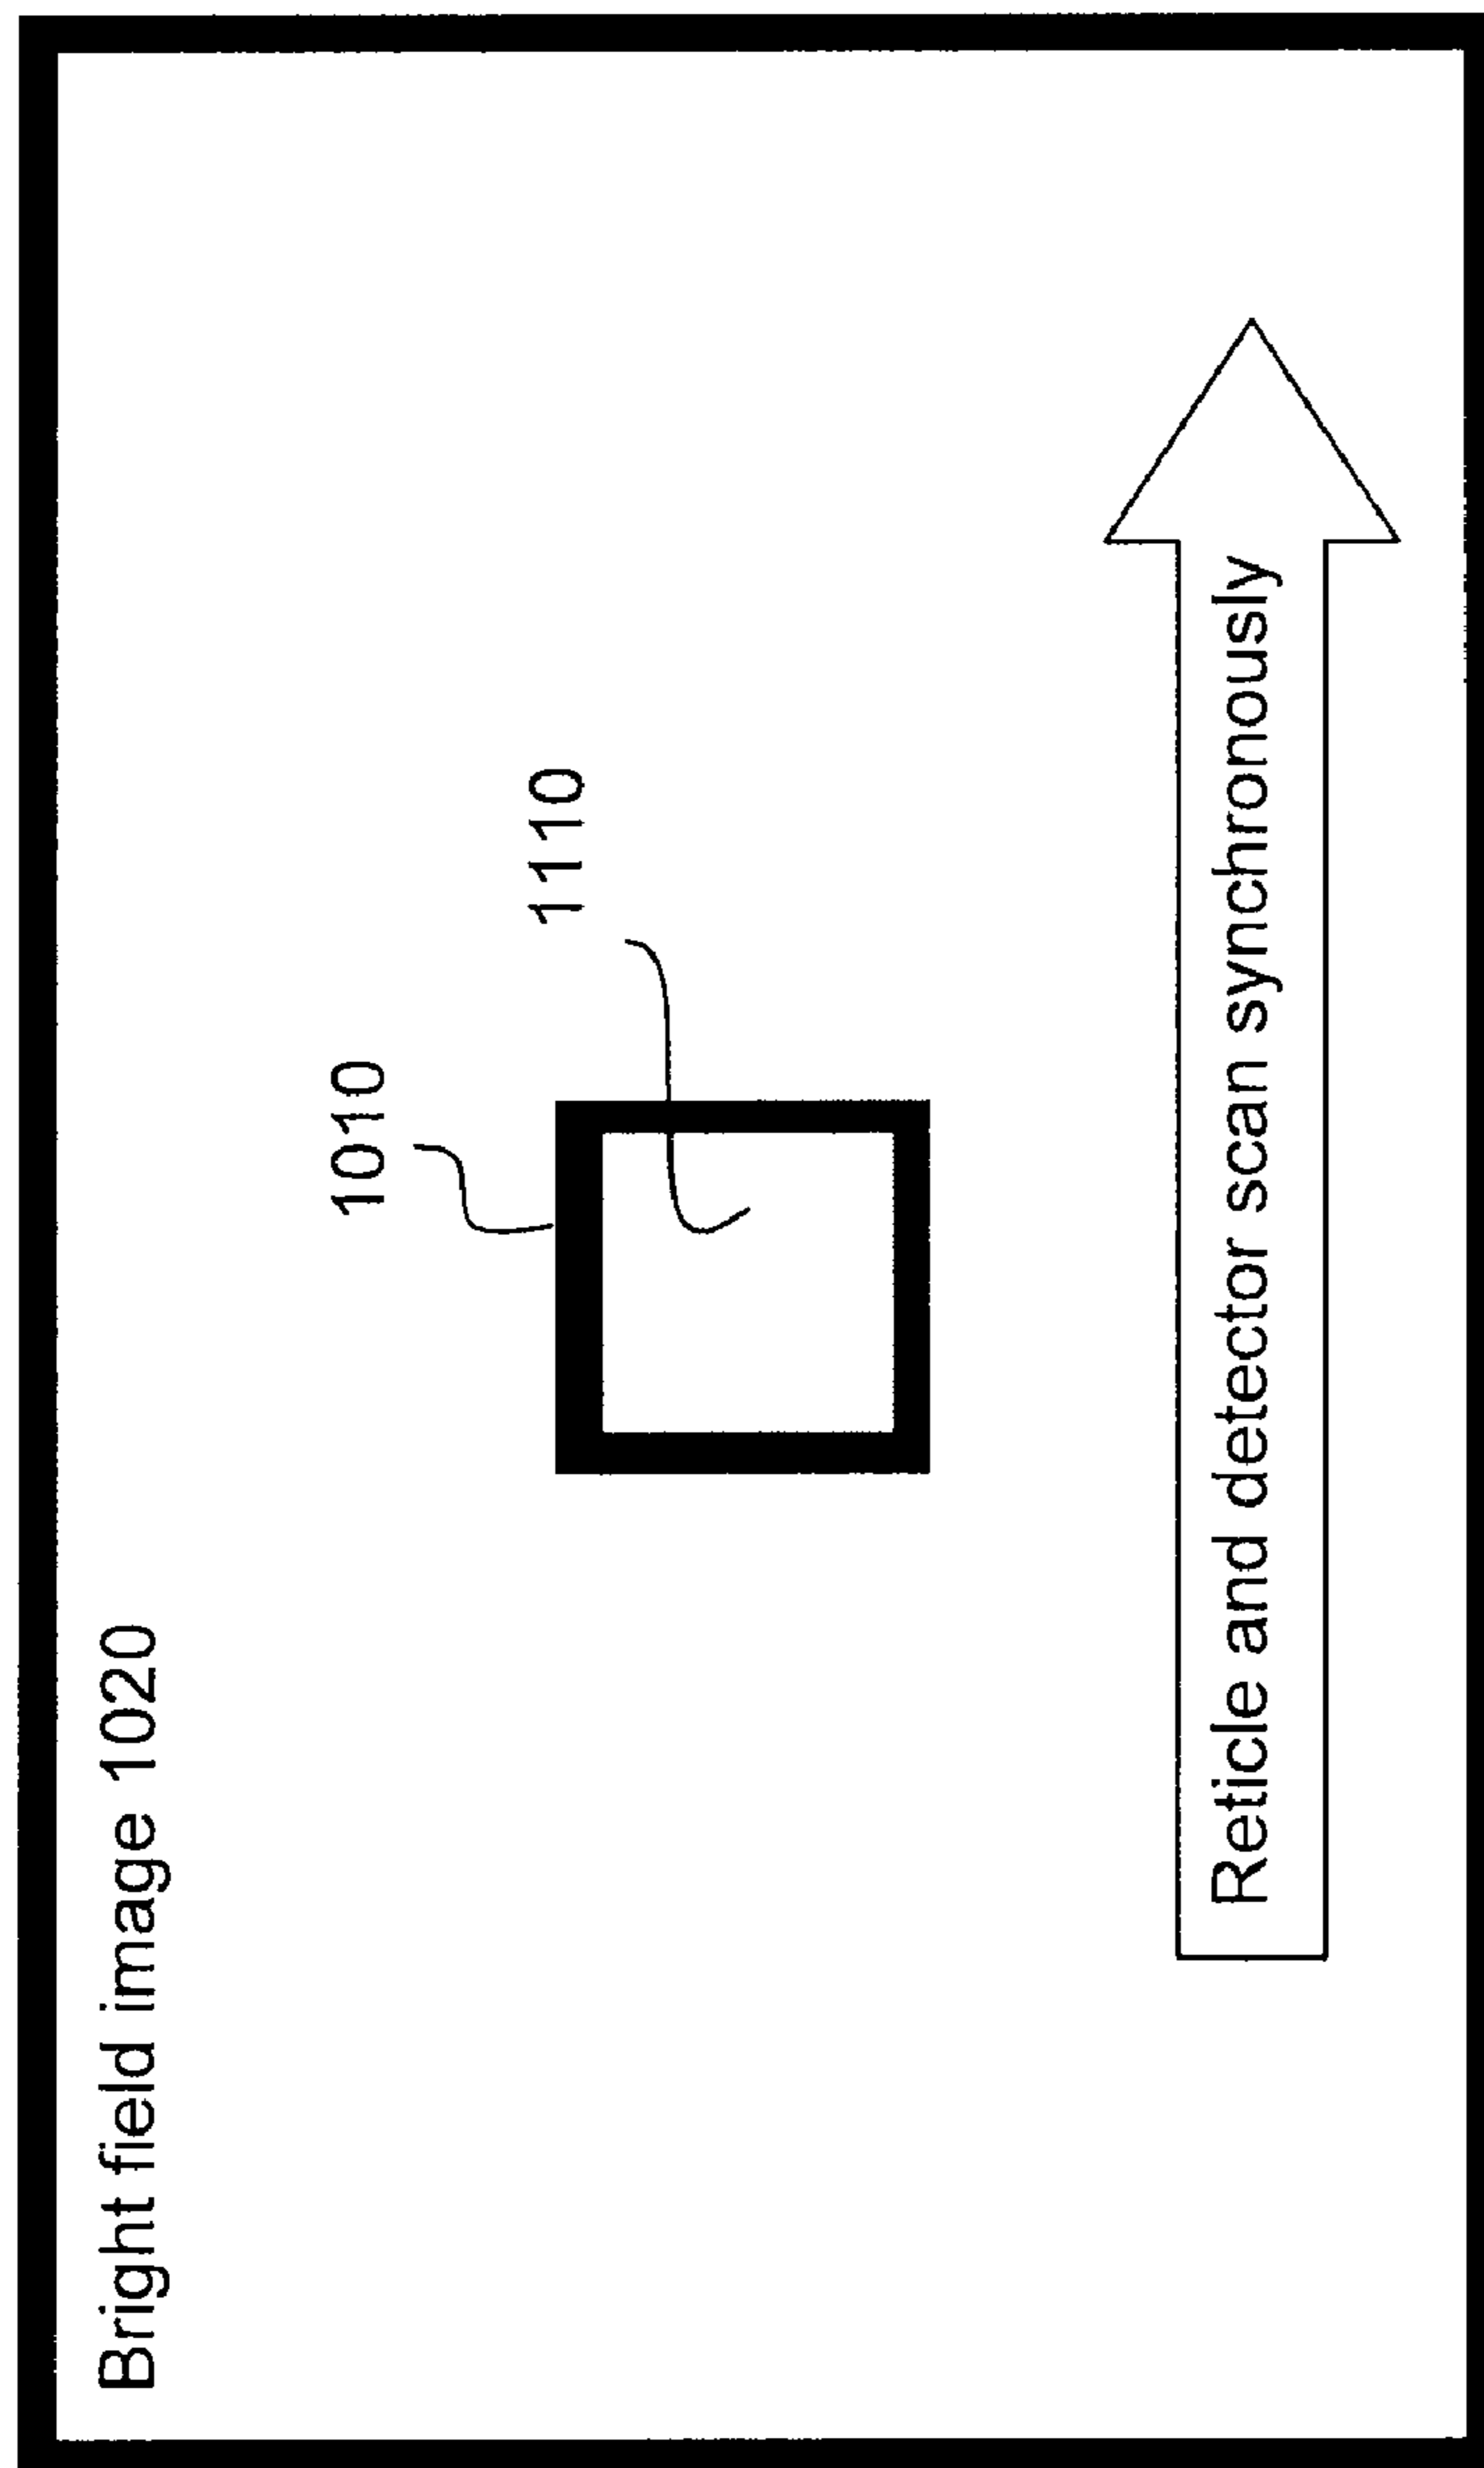 Bright field image 1020
1010
1110
Reticle and detector scan synchronously